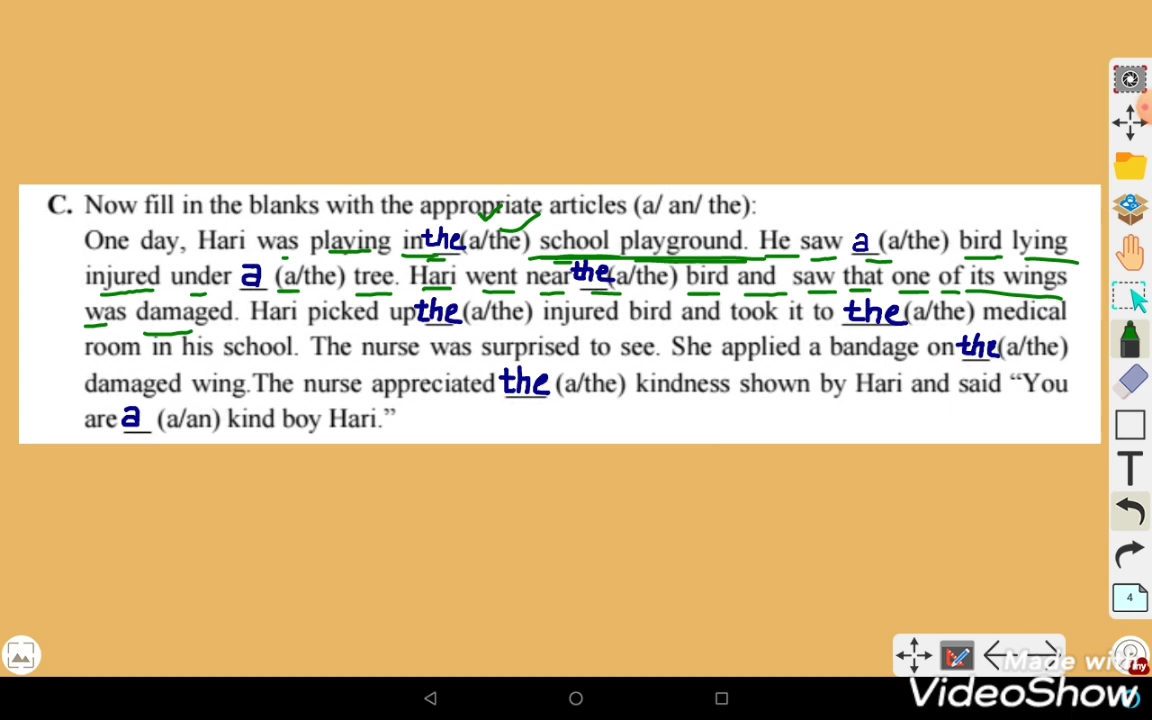 C. Now fill in the blanks with the appropriate articles (a/ an/ the):
One day, Hari was playing in the (a/the) school playground. He saw a (a/the) bird lying
injured under a (a/the) tree. Hari went near the (a/the) bird and saw that one of its wings
was damaged. Hari picked up the (a/the) injured bird and took it to the (a/the) medical
room in his school. The nurse was surprised to see. She applied a bandage on the (a/the)
damaged wing.The nurse appreciated the (a/the) kindness shown by Hari and said “You
are a (a/an) kind boy Hari.”
T
4
my
Made with
VideoShow